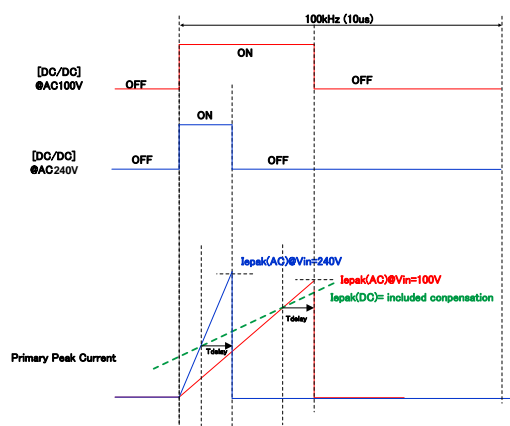 100kHz (10us)
ON
[DC/DC]
@AC100V
OFF
OFF
ON
[DC/DC]
@AC240V
OFF
OFF
Iepak(AC)@Vin=240V
Iepak(AC)@Vin=100V
Iepak(DC)= included conpensation
Tdelay
Tdelay
Primary Peak Current